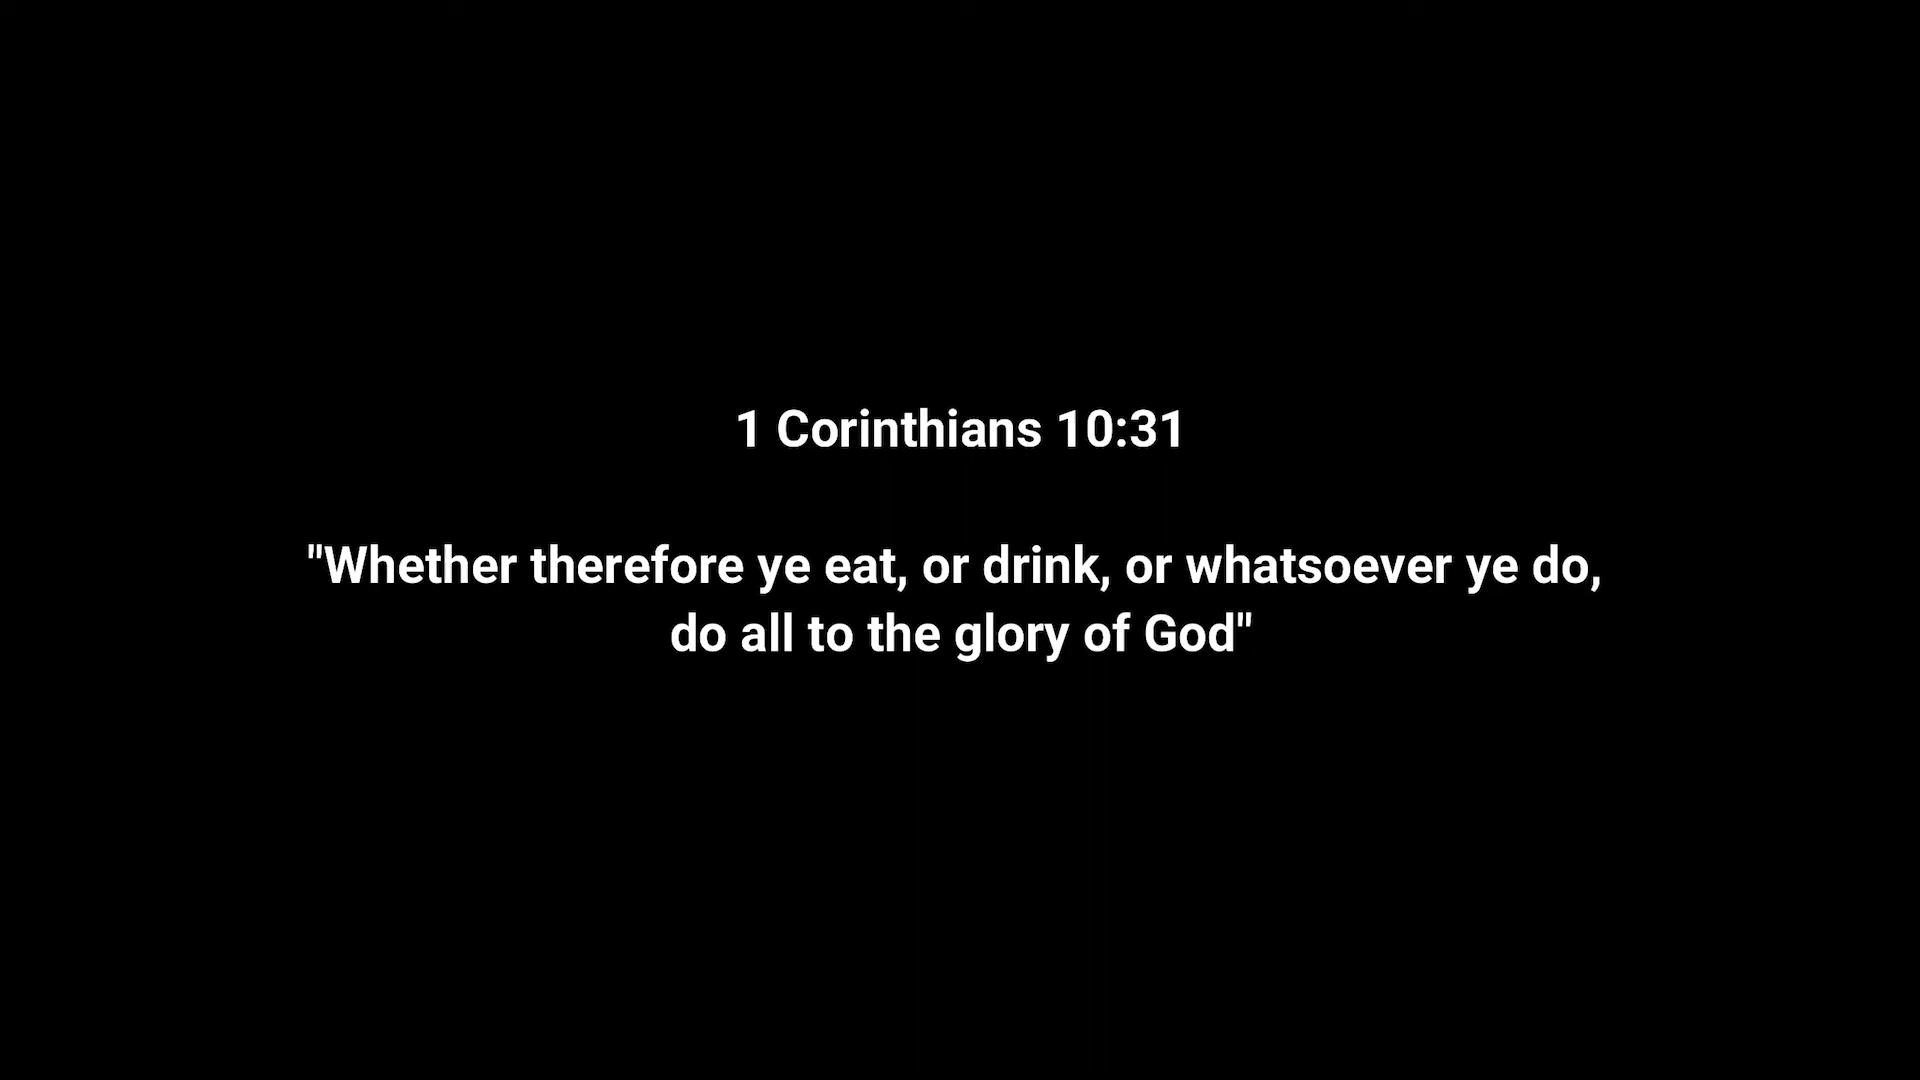 1 Corinthians 10:31
"Whether therefore ye eat, or drink, or whatsoever ye do,
do all to the glory of God"